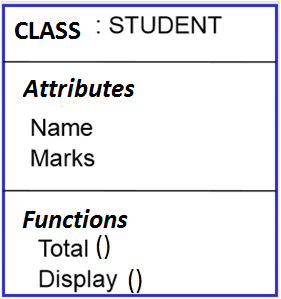 CLASS : STUDENT
Attributes
Name
Marks
Functions
Total ()
Display ()